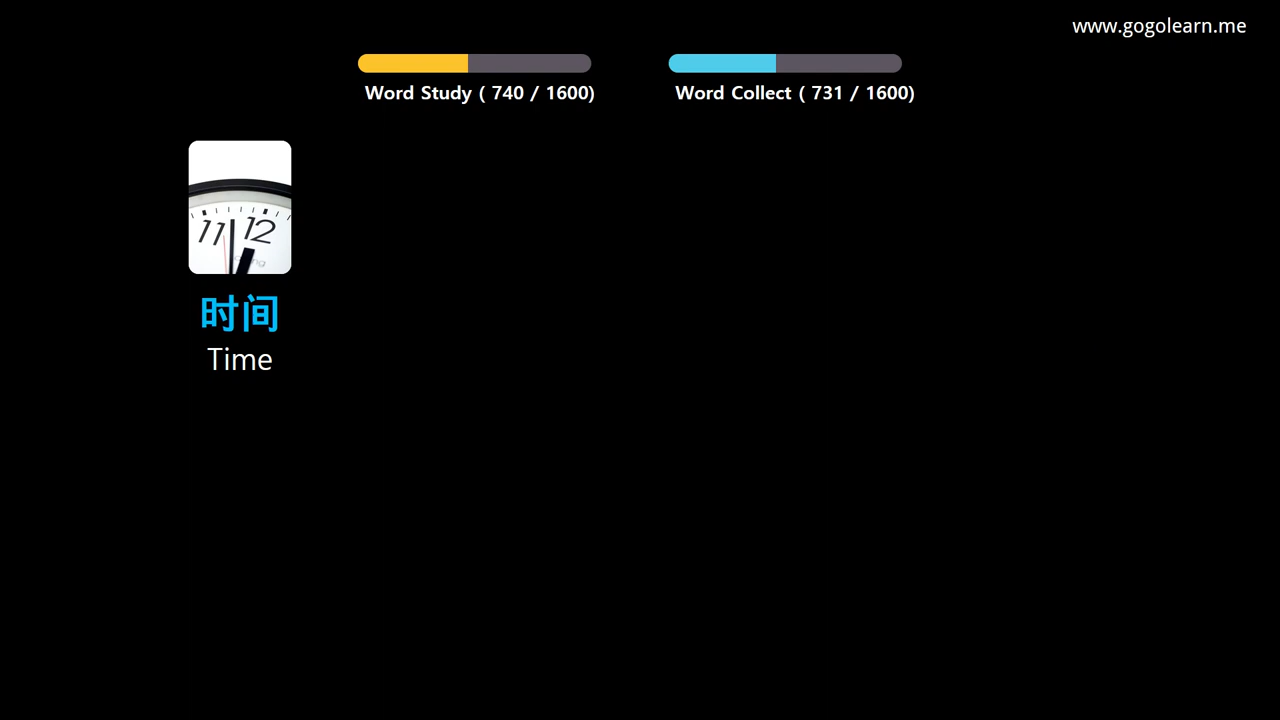 www.gogolearn.me
Word Study ( 740 / 1600)
Word Collect ( 731 / 1600)
11 12
时间
Time